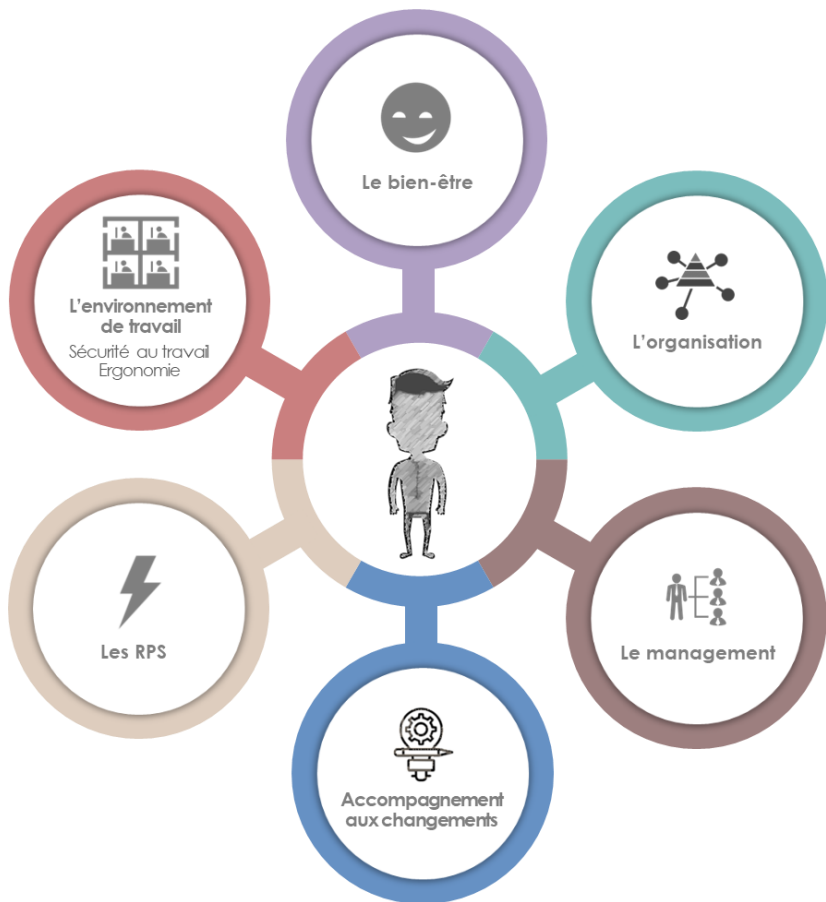 Le bien-être
L'environnement
de travail
Sécurité au travail
Ergonomie
L'organisation
Les RPS
Le management
Accompagnement
aux changements